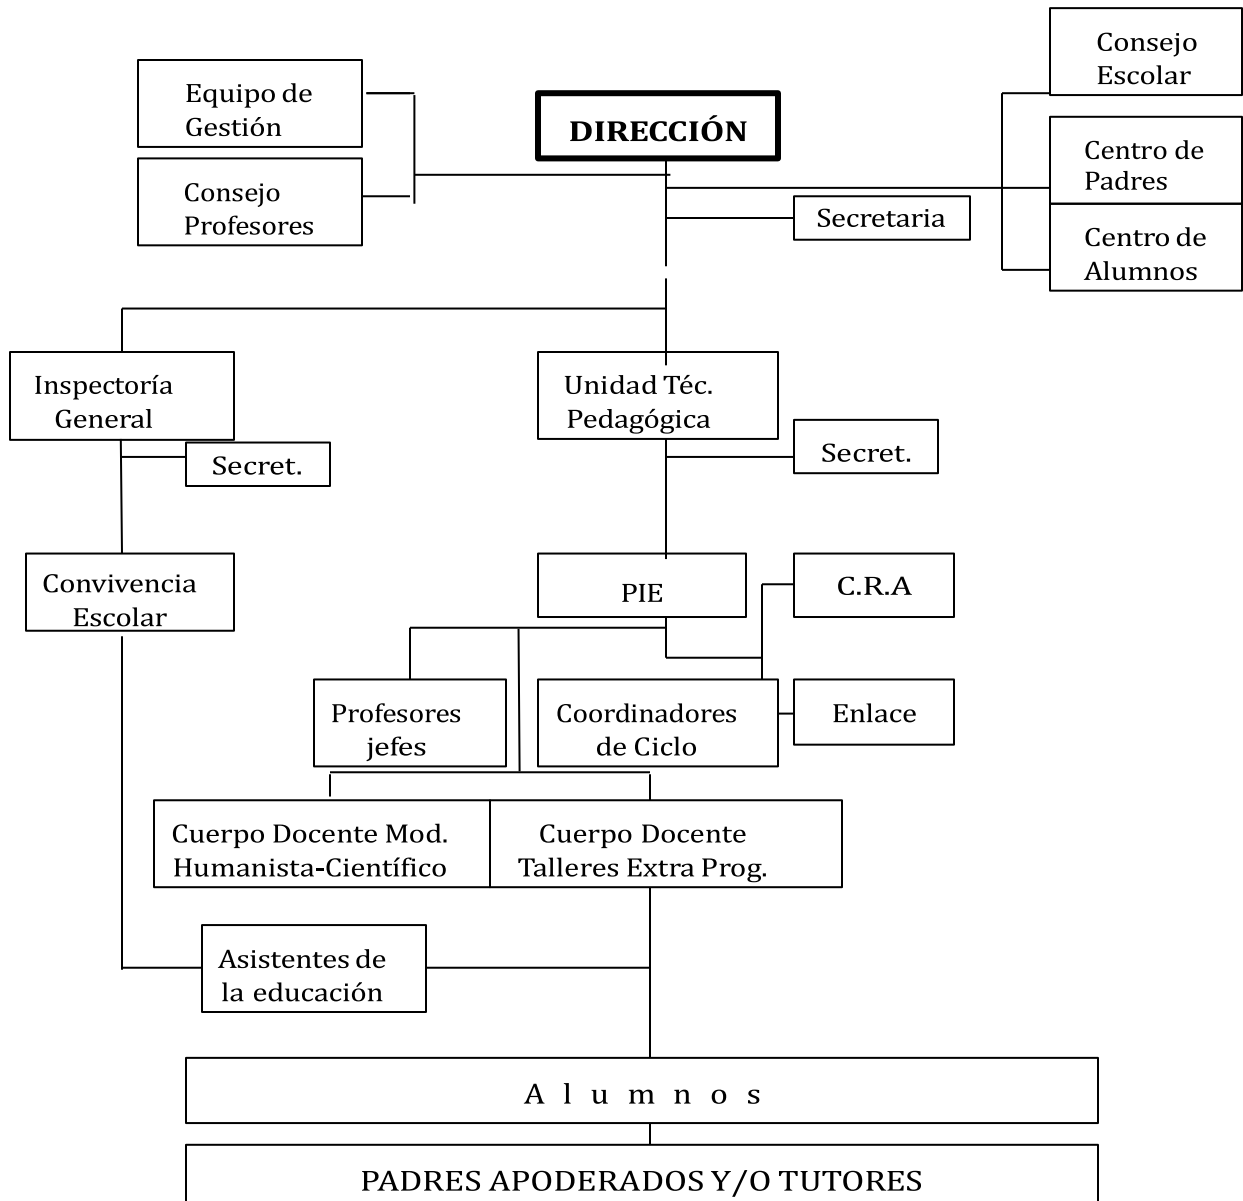 Consejo
Escolar
Equipo de
Gestión
DIRECCIÓN
Centro de
Padres
Consejo
Profesores
Secretaria
Centro de
Alumnos
Inspectoría
General
Unidad Téc.
Pedagógica
Secret.
Secret.
Convivencia
Escolar
PIE
C.R.A
Profesores
jefes
Coordinadores
de Ciclo
Enlace
Cuerpo Docente Mod.
Humanista-Científico
Cuerpo Docente
Talleres Extra Prog.
Asistentes de
la educación
A l u m n o s
PADRES APODERADOS Y/O TUTORES